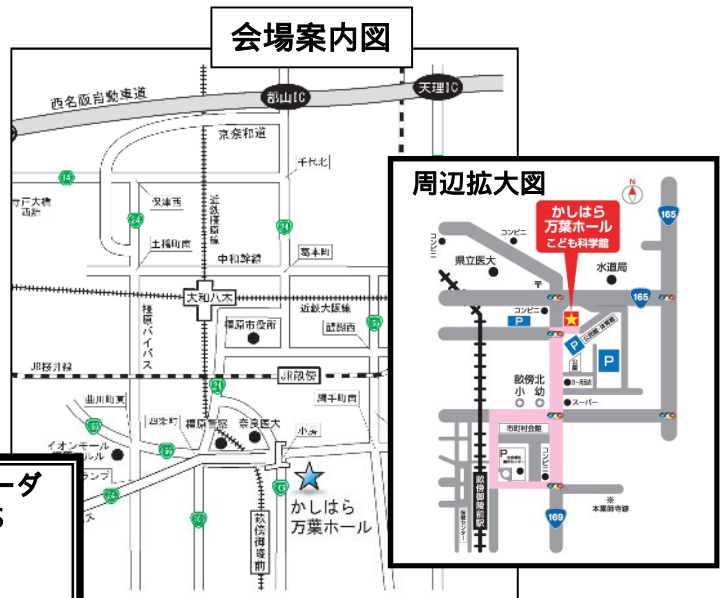 会場案内図
西名阪自動車道
郡山IC
天理IC
京奈和道
千代北
保津西
24
24
近鉄橿原線
土橋町南
中和幹線
葛本町
大和八木
近鉄大阪線
橿原市役所
醍醐西
橿原バイパス
JR桜井線
JR畝傍
24
曲川町東
四条町
橿原警察
奈良医大
縄手町南
小房
イオンモール
かしはら
万葉ホール
畝傍御陵前
ーダ
周辺拡大図
N
かしはら
万葉ホール
こども科学館
165
コンビニ
コンビニ
県立医大
水道局
〒
165
コンビニ
P
P
P
公園
畝傍北
小 幼
スーパー
市町村会館
P
コンビニ
畝傍御陵前駅
※
本薬師寺跡
169